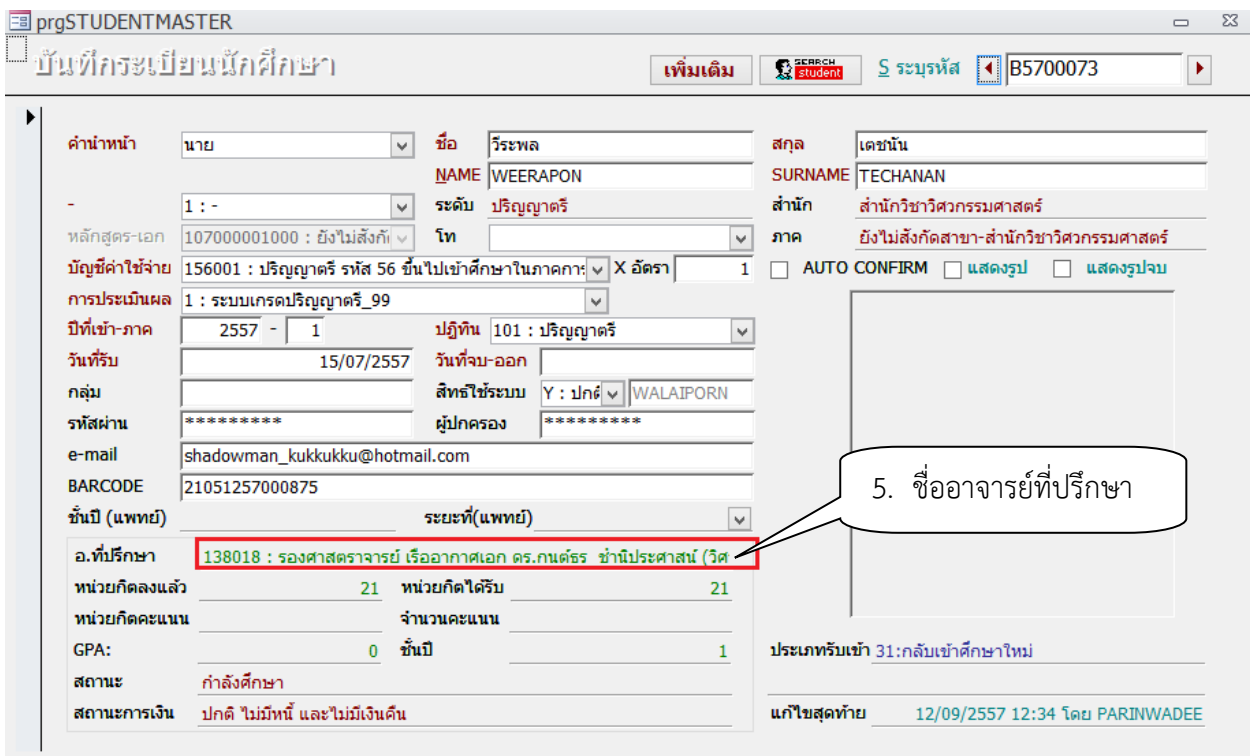 prgSTUDENTMASTER
บันทึกระเบียนนักศึกษา เพิ่มเติม SEARCH student S ระบุรหัส B5700073
คำนำหน้า นาย ชื่อ วีระพล สกุล เตชนัน
NAME WEERAPON SURNAME TECHANAN
- 1 : - ระดับ ปริญญาตรี สำนัก สำนักวิชาวิศวกรรมศาสตร์
หลักสูตร-เอก 107000001000 : ยังไม่สังกั โท ภาค ยังไม่สังกัดสาขา-สำนักวิชาวิศวกรรมศาสตร์
บัญชีค่าใช้จ่าย 156001 : ปริญญาตรี รหัส 56 ขึ้นไปเข้าศึกษาในภาคการ X อัตรา 1 AUTO CONFIRM แสดงรูป แสดงรูปจบ
การประเมินผล 1 : ระบบเกรดปริญญาตรี_99
ปีที่เข้า-ภาค 2557 - 1 ปฏิทิน 101 : ปริญญาตรี
วันที่รับ 15/07/2557 วันที่จบ-ออก
กลุ่ม สิทธิใช้ระบบ Y : ปกติ WALAIPORN
รหัสผ่าน ********* ผู้ปกครอง *********
e-mail shadowman_kukkukku@hotmail.com
BARCODE 21051257000875
5. ชื่ออาจารย์ที่ปรึกษา
ชั้นปี (แพทย์) ระยะที่(แพทย์)
อ.ที่ปรึกษา 138018 : รองศาสตราจารย์ เรืออากาศเอก ดร.กนต์ธร ชำนิประศาสน์ (วิศ
หน่วยกิตลงแล้ว 21 หน่วยกิตได้รับ 21
หน่วยกิตคะแนน จำนวนคะแนน
GPA: 0 ชั้นปี 1 ประเภทรับเข้า 31:กลับเข้าศึกษาใหม่
สถานะ กำลังศึกษา
สถานะการเงิน ปกติ ไม่มีหนี้ และไม่มีเงินคืน แก้ไขสุดท้าย 12/09/2557 12:34 โดย PARINWADEE